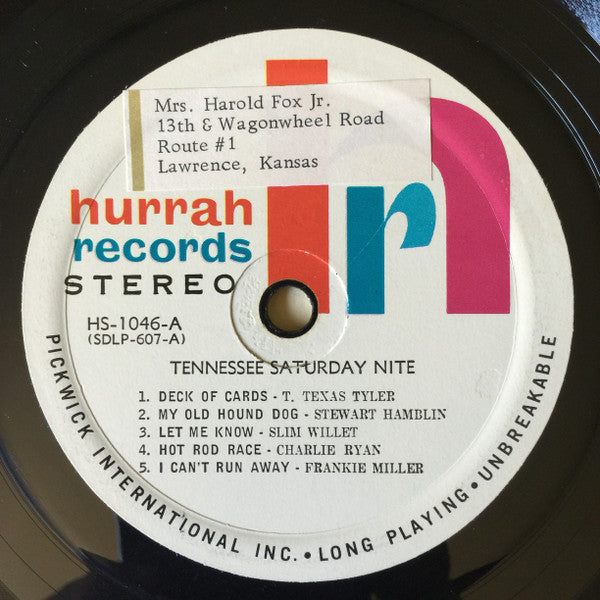 Mrs. Harold Fox Jr.
13th & Wagonwheel Road
Route #1
Lawrence, Kansas
hurrah
records
STEREO
HS-1046-A
(SDLP-607-A)
TENNESSEE SATURDAY NITE
1. DECK OF CARDS - T. TEXAS TYLER
2. MY OLD HOUND DOG - STEWART HAMBLIN
3. LET ME KNOW - SLIM WILLET
4. HOT ROD RACE - CHARLIE RYAN
5. I CAN'T RUN AWAY - FRANKIE MILLER
PICKWICK INTERNATIONAL INC. • LONG PLAYING • UNBREAKABLE